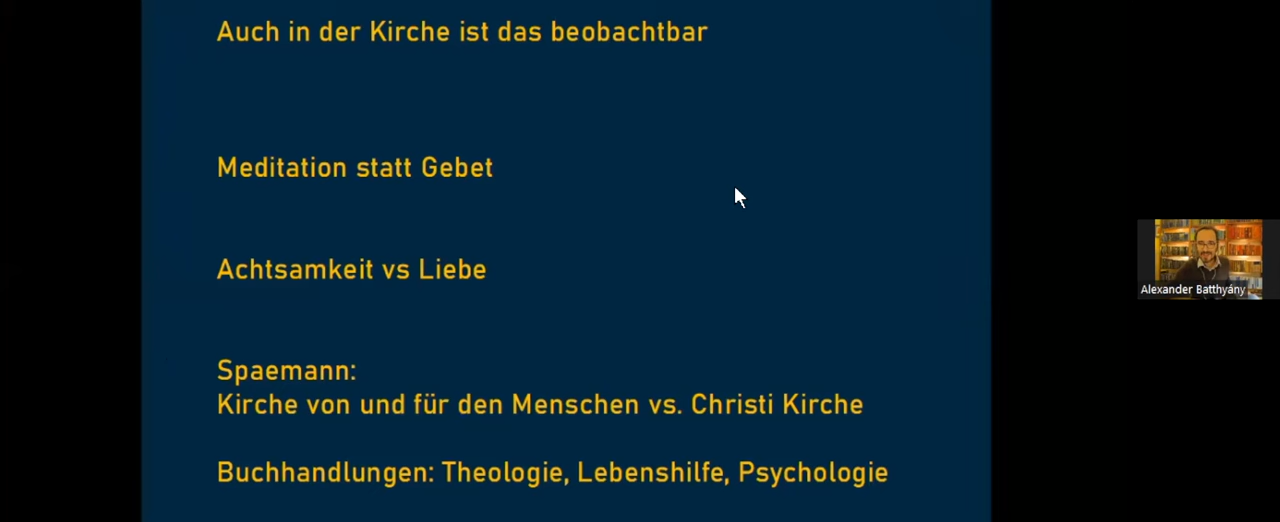 Auch in der Kirche ist das beobachtbar
Meditation statt Gebet
Achtsamkeit vs Liebe
Spaemann:
Kirche von und für den Menschen vs. Christi Kirche
Buchhandlungen: Theologie, Lebenshilfe, Psychologie
Alexander Batthyány